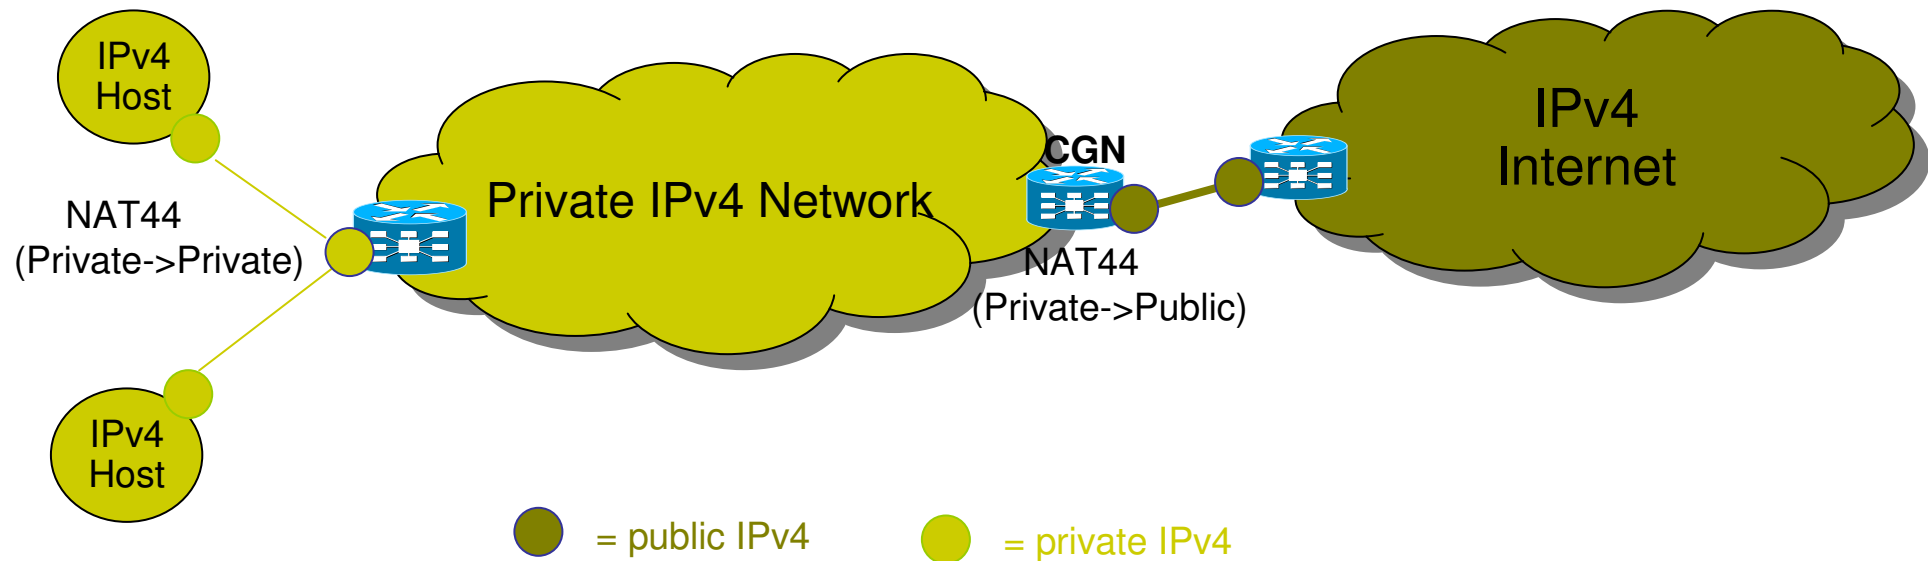 IPv4
Host
NAT44
(Private->Private)
IPv4
Host
Private IPv4 Network
CGN
NAT44
(Private->Public)
IPv4
Internet
= public IPv4
= private IPv4